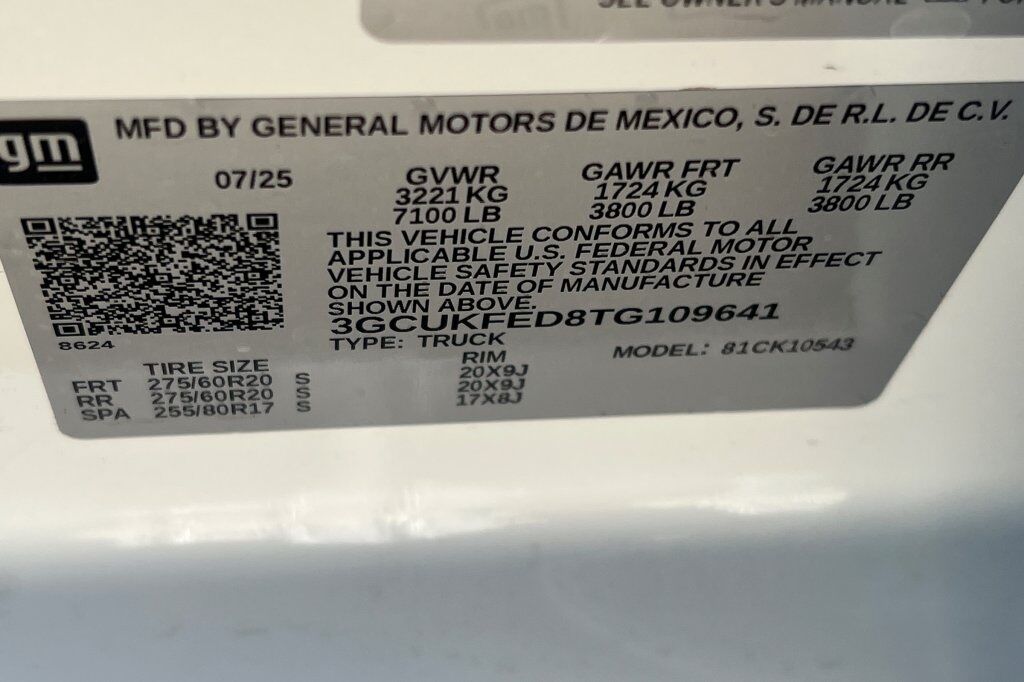 SEE OWNER'S MANUAL
gm
MFD BY GENERAL MOTORS DE MEXICO, S. DE R.L. DE C.V.
07/25 GVWR GAWR FRT GAWR RR
3221 KG 1724 KG 1724 KG
7100 LB 3800 LB 3800 LB
THIS VEHICLE CONFORMS TO ALL
APPLICABLE U.S. FEDERAL MOTOR
VEHICLE SAFETY STANDARDS IN EFFECT
ON THE DATE OF MANUFACTURE
SHOWN ABOVE.
3GCUKFED8TG109641
8624
TYPE: TRUCK MODEL: 81CK10543
TIRE SIZE RIM
FRT 275/60R20 S 20X9J
RR 275/60R20 S 20X9J
SPA 255/80R17 S 17X8J